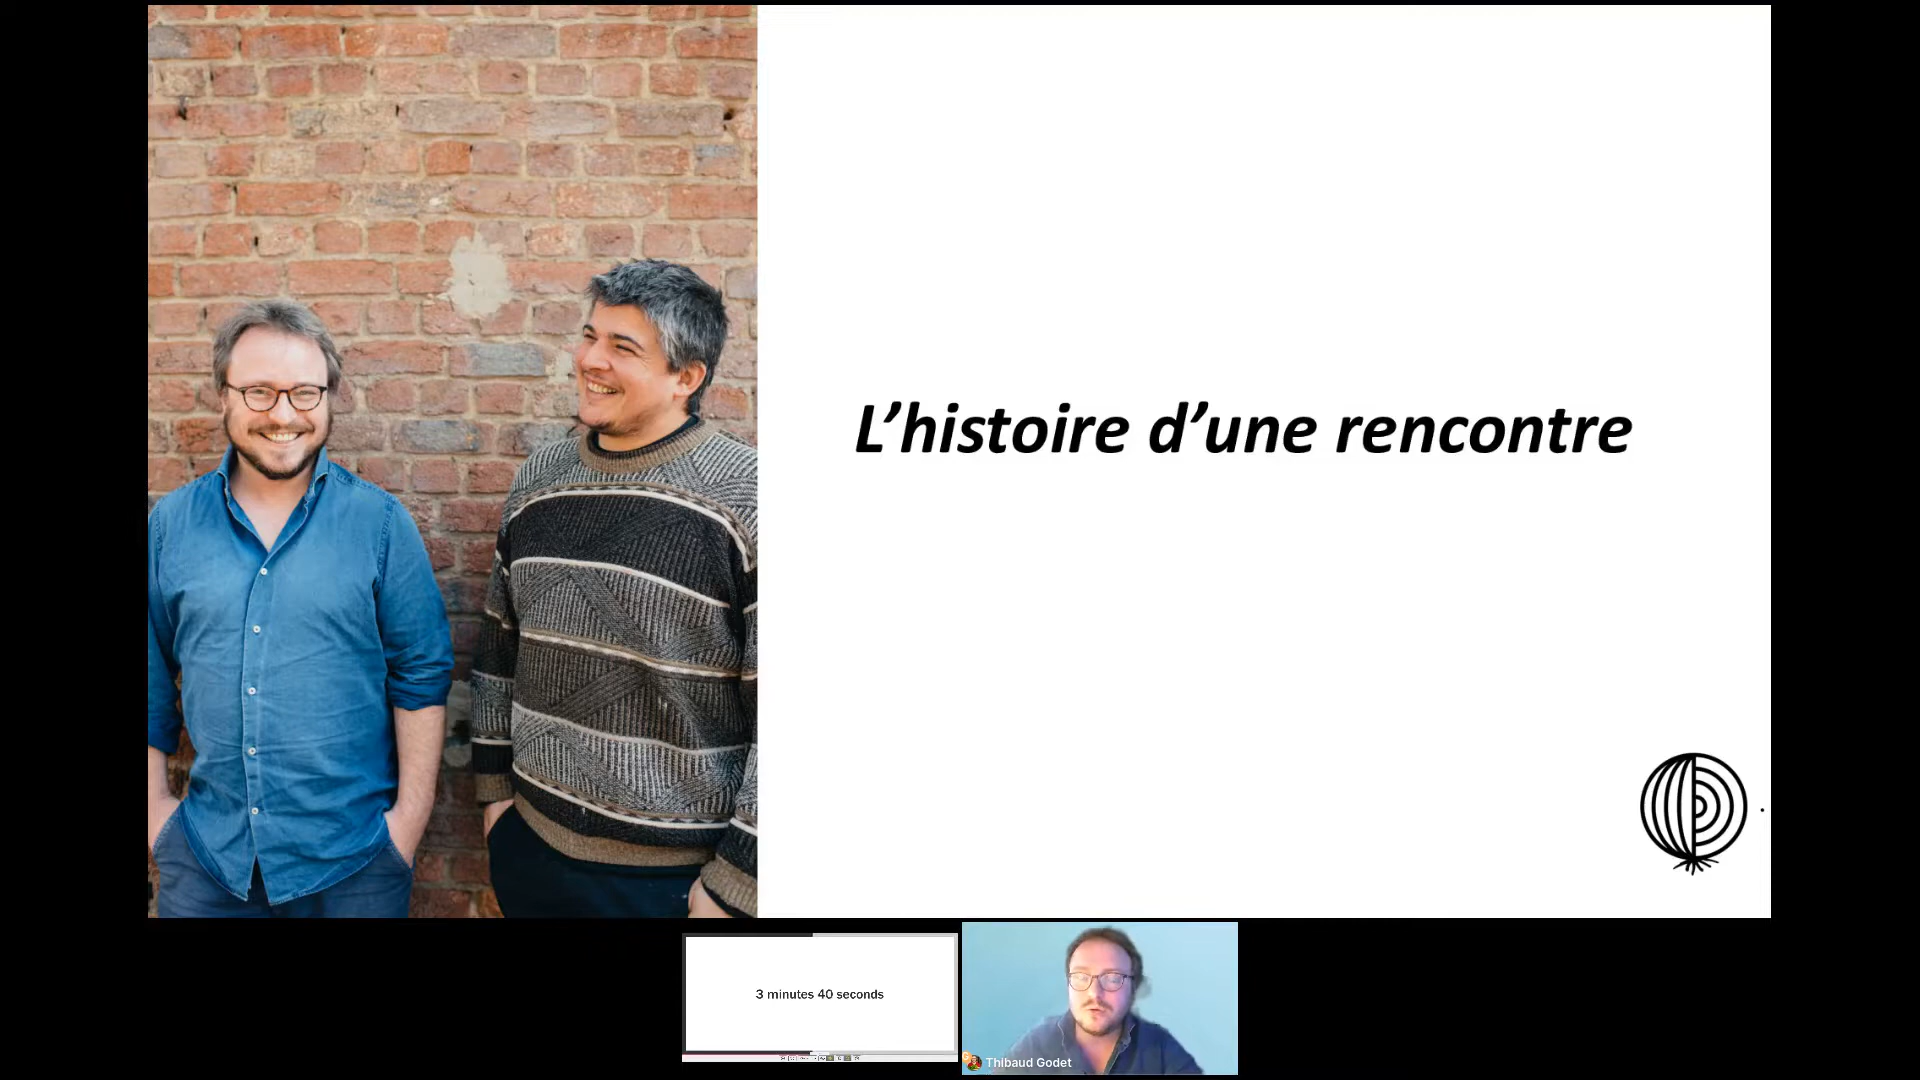 L’histoire d’une rencontre
3 minutes 40 seconds
Thibaud Godet